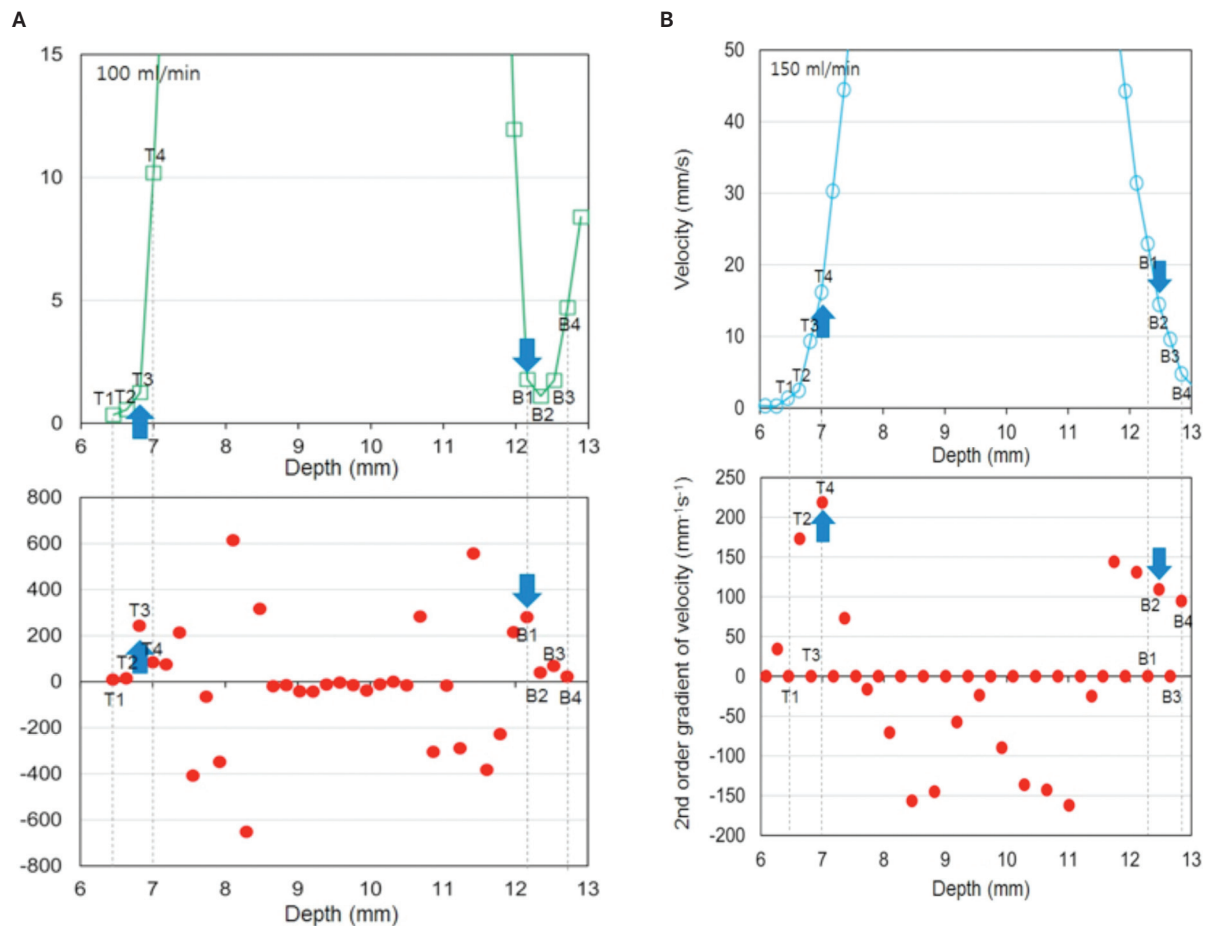 A
15
100 ml/min
10
5
0
T1
T2
T3
T4
B1
B2
B3
B4
6 7 8 9 10 11 12 13
Depth (mm)
800
600
400
200
0
-200
-400
-600
-800
T1
T2
T3
T4
B1
B2
B3
B4
6 7 8 9 10 11 12 13
Depth (mm)
B
50
150 ml/min
40
30
20
10
0
Velocity (mm/s)
T1
T2
T3
T4
B1
B2
B3
B4
6 7 8 9 10 11 12 13
Depth (mm)
250
200
150
100
50
0
-50
-100
-150
-200
2nd order gradient of velocity (mm⁻¹s⁻¹)
T1
T2
T3
T4
B1
B2
B3
B4
6 7 8 9 10 11 12 13
Depth (mm)